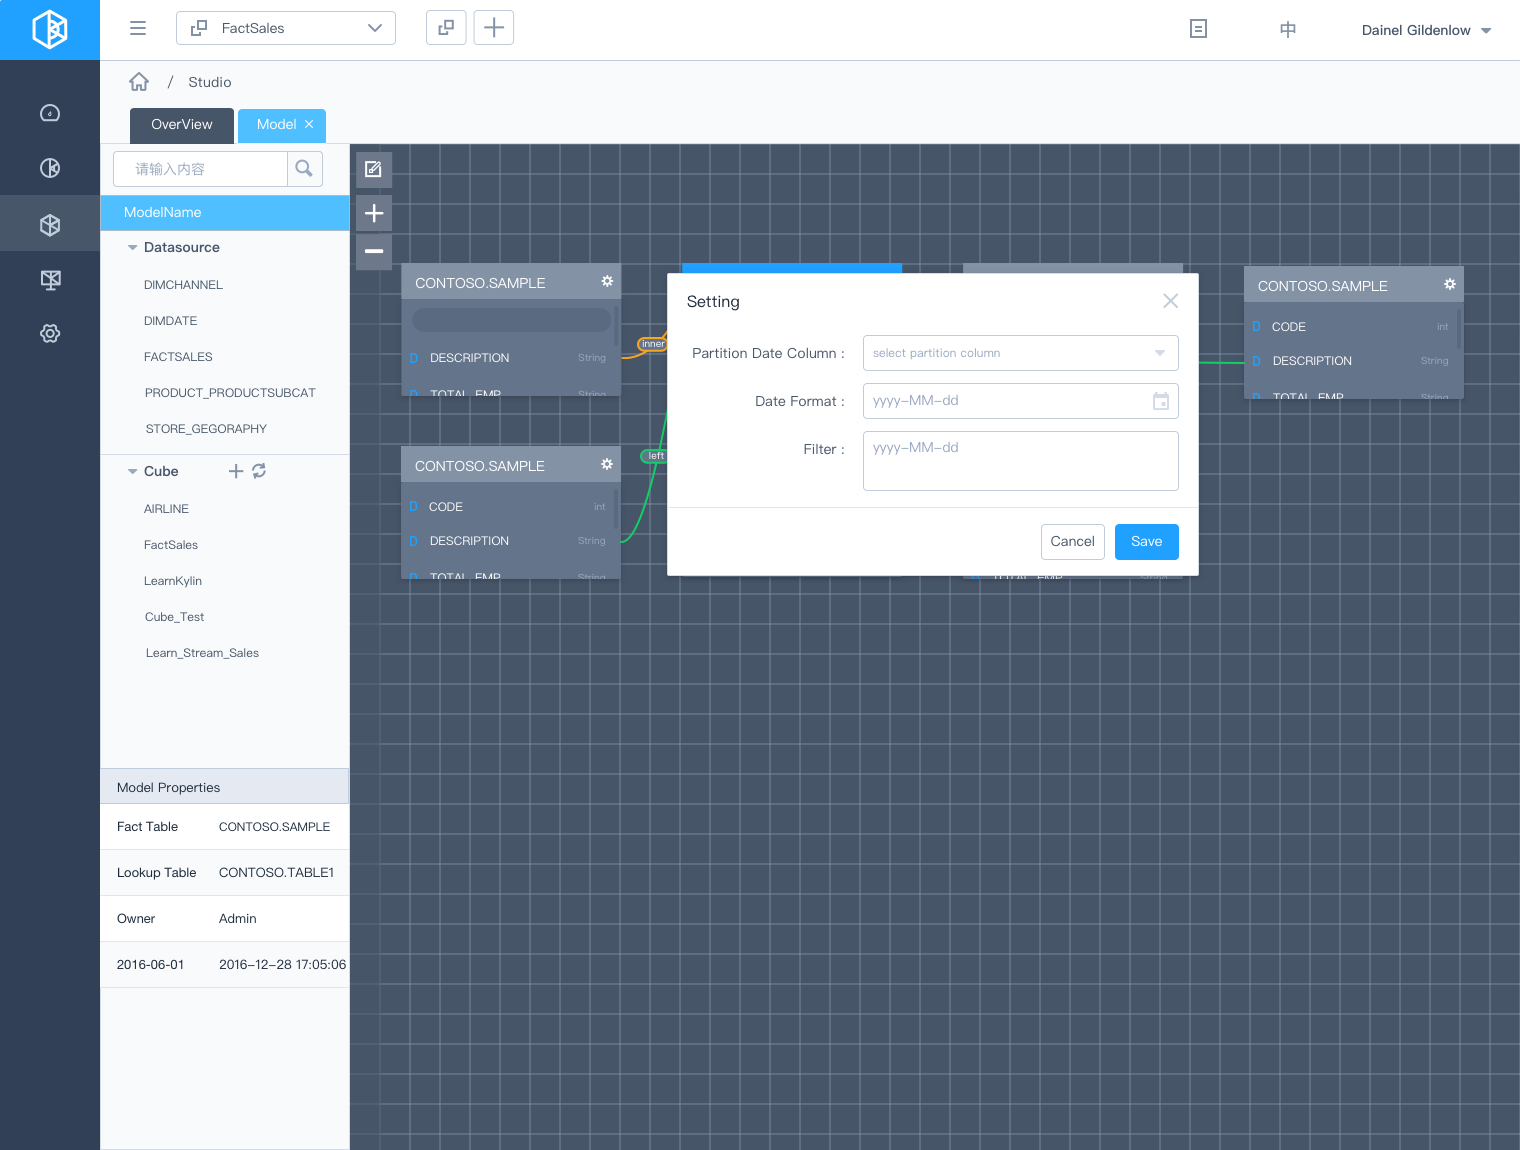 FactSales
中
Dainel Gildenlow
/ Studio
OverView
Model ×
请输入内容
ModelName
Datasource
DIMCHANNEL
DIMDATE
FACTSALES
PRODUCT_PRODUCTSUBCAT
STORE_GEGORAPHY
Cube
AIRLINE
FactSales
LearnKylin
Cube_Test
Learn_Stream_Sales
Model Properties
Fact Table CONTOSO.SAMPLE
Lookup Table CONTOSO.TABLE1
Owner Admin
2016-06-01 2016-12-28 17:05:06
CONTOSO.SAMPLE
D DESCRIPTION String
D TOTAL_EMP String
inner
CONTOSO.SAMPLE
D CODE int
D DESCRIPTION String
D TOTAL_EMP String
left
Setting
Partition Date Column :
select partition column
Date Format :
yyyy-MM-dd
Filter :
yyyy-MM-dd
Cancel
Save
TOTAL_EMP String
CONTOSO.SAMPLE
D CODE int
D DESCRIPTION String
D TOTAL_EMP String